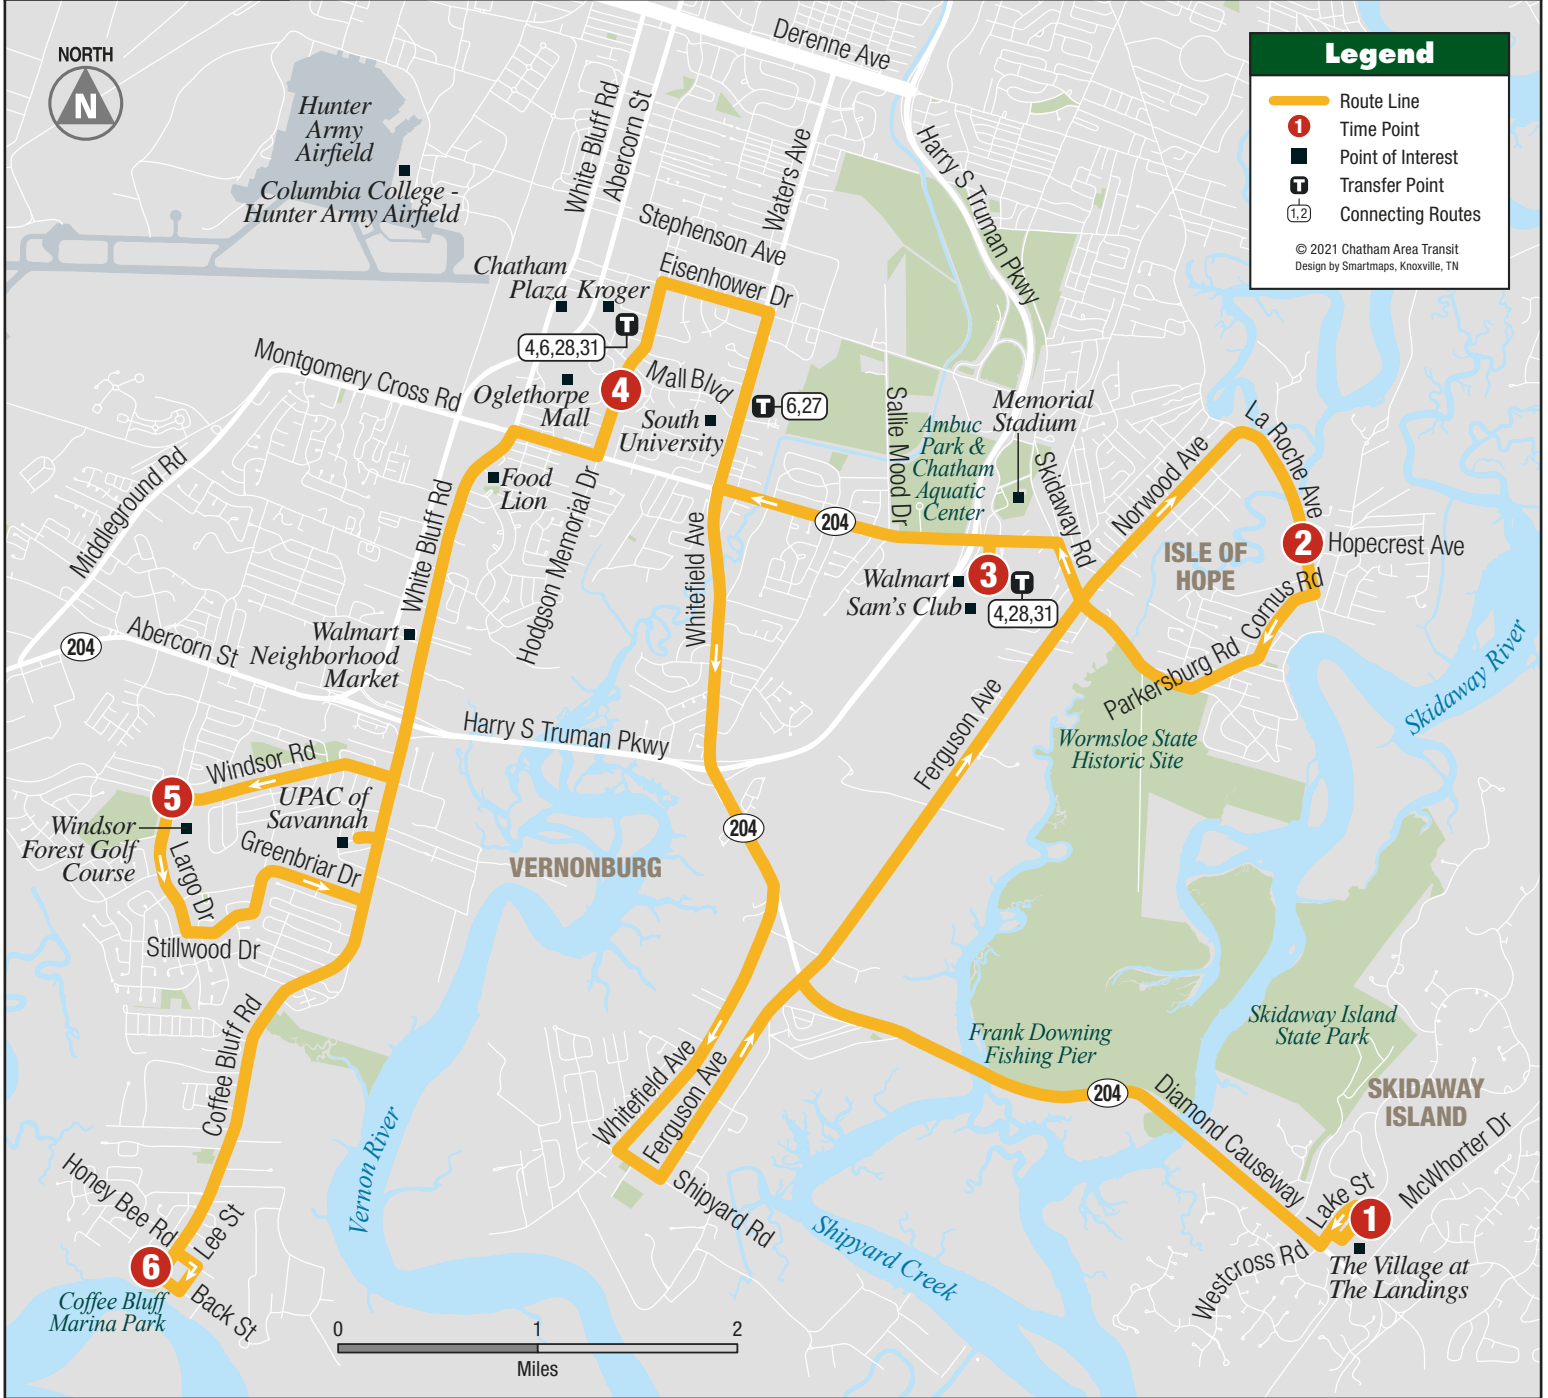 NORTH
N
Hunter
Army
Airfield
Columbia College -
Hunter Army Airfield
Derenne Ave
White Bluff Rd
Abercorn St
Waters Ave
Harry S Truman Pkwy
Stephenson Ave
Eisenhower Dr
Legend
Route Line
1 Time Point
Point of Interest
T Transfer Point
1,2 Connecting Routes
© 2021 Chatham Area Transit
Design by Smartmaps, Knoxville, TN
Chatham
Plaza
Kroger
T
4,6,28,31
Montgomery Cross Rd
Oglethorpe
Mall
4
Mall Blvd
South
University
T
6,27
Sallie Mood Dr
Ambuc
Park &
Chatham
Aquatic
Center
Memorial
Stadium
Skidaway Rd
Norwood Ave
La Roche Ave
Middleground Rd
Food
Lion
White Bluff Rd
Hodgson Memorial Dr
Whitefield Ave
204
ISLE OF
HOPE
2
Hopecrest Ave
Cornus Rd
Walmart
Sam's Club
3
T
4,28,31
Parkersburg Rd
Skidaway River
204
Abercorn St
Walmart
Neighborhood
Market
Harry S Truman Pkwy
Ferguson Ave
Wormsloe State
Historic Site
Windsor Rd
5
UPAC of
Savannah
Windsor
Forest Golf
Course
Largo Dr
Greenbriar Dr
Stillwood Dr
VERNONBURG
204
Coffee Bluff Rd
Whitefield Ave
Ferguson Ave
Frank Downing
Fishing Pier
Skidaway Island
State Park
204
Diamond Causeway
SKIDAWAY
ISLAND
McWhorter Dr
Lake St
1
Westcross Rd
The Village at
The Landings
Shipyard Rd
Shipyard Creek
Vernon River
Honey Bee Rd
Lee St
6
Back St
Coffee Bluff
Marina Park
0 1 2
Miles